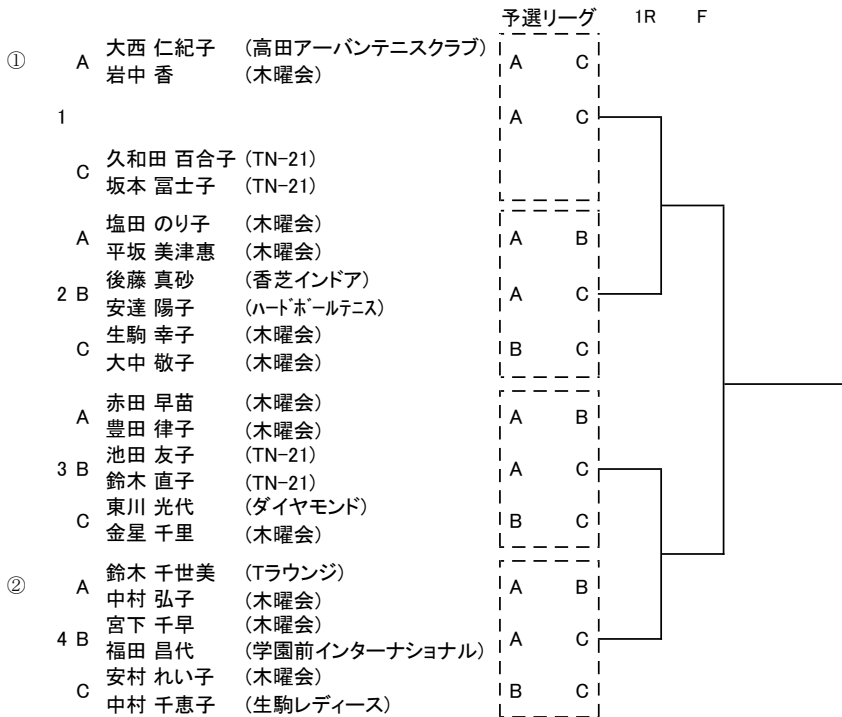 予選リーグ 1R F
① A 大西 仁紀子 (高田アーバンテニスクラブ) A C
岩中 香 (木曜会)
1 A C
C 久和田 百合子 (TN-21)
坂本 冨士子 (TN-21)
A 塩田 のり子 (木曜会) A B
平坂 美津惠 (木曜会)
2 B 後藤 真砂 (香芝インドア) A C
安達 陽子 (ハードボールテニス)
C 生駒 幸子 (木曜会) B C
大中 敬子 (木曜会)
A 赤田 早苗 (木曜会) A B
豊田 律子 (木曜会)
3 B 池田 友子 (TN-21) A C
鈴木 直子 (TN-21)
C 東川 光代 (ダイヤモンド) B C
金星 千里 (木曜会)
② A 鈴木 千世美 (Tラウンジ) A B
中村 弘子 (木曜会)
4 B 宮下 千早 (木曜会) A C
福田 昌代 (学園前インターナショナル)
C 安村 れい子 (木曜会) B C
中村 千恵子 (生駒レディース)